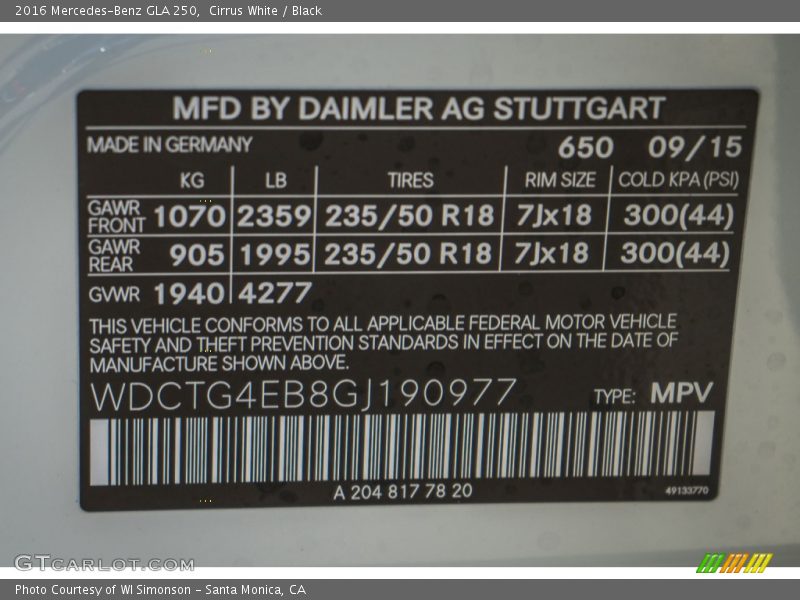 2016 Mercedes-Benz GLA 250,  Cirrus White / Black
MFD BY DAIMLER AG STUTTGART
MADE IN GERMANY 650 09/15
KG LB TIRES RIM SIZE COLD KPA (PSI)
GAWR FRONT 1070 2359 235/50 R18 7Jx18 300(44)
GAWR REAR 905 1995 235/50 R18 7Jx18 300(44)
GVWR 1940 4277
THIS VEHICLE CONFORMS TO ALL APPLICABLE FEDERAL MOTOR VEHICLE
SAFETY AND THEFT PREVENTION STANDARDS IN EFFECT ON THE DATE OF
MANUFACTURE SHOWN ABOVE.
WDCTG4EB8GJ190977 TYPE: MPV
A 204 817 78 20 49133770
GTCARLOT.COM
Photo Courtesy of WI Simonson - Santa Monica, CA